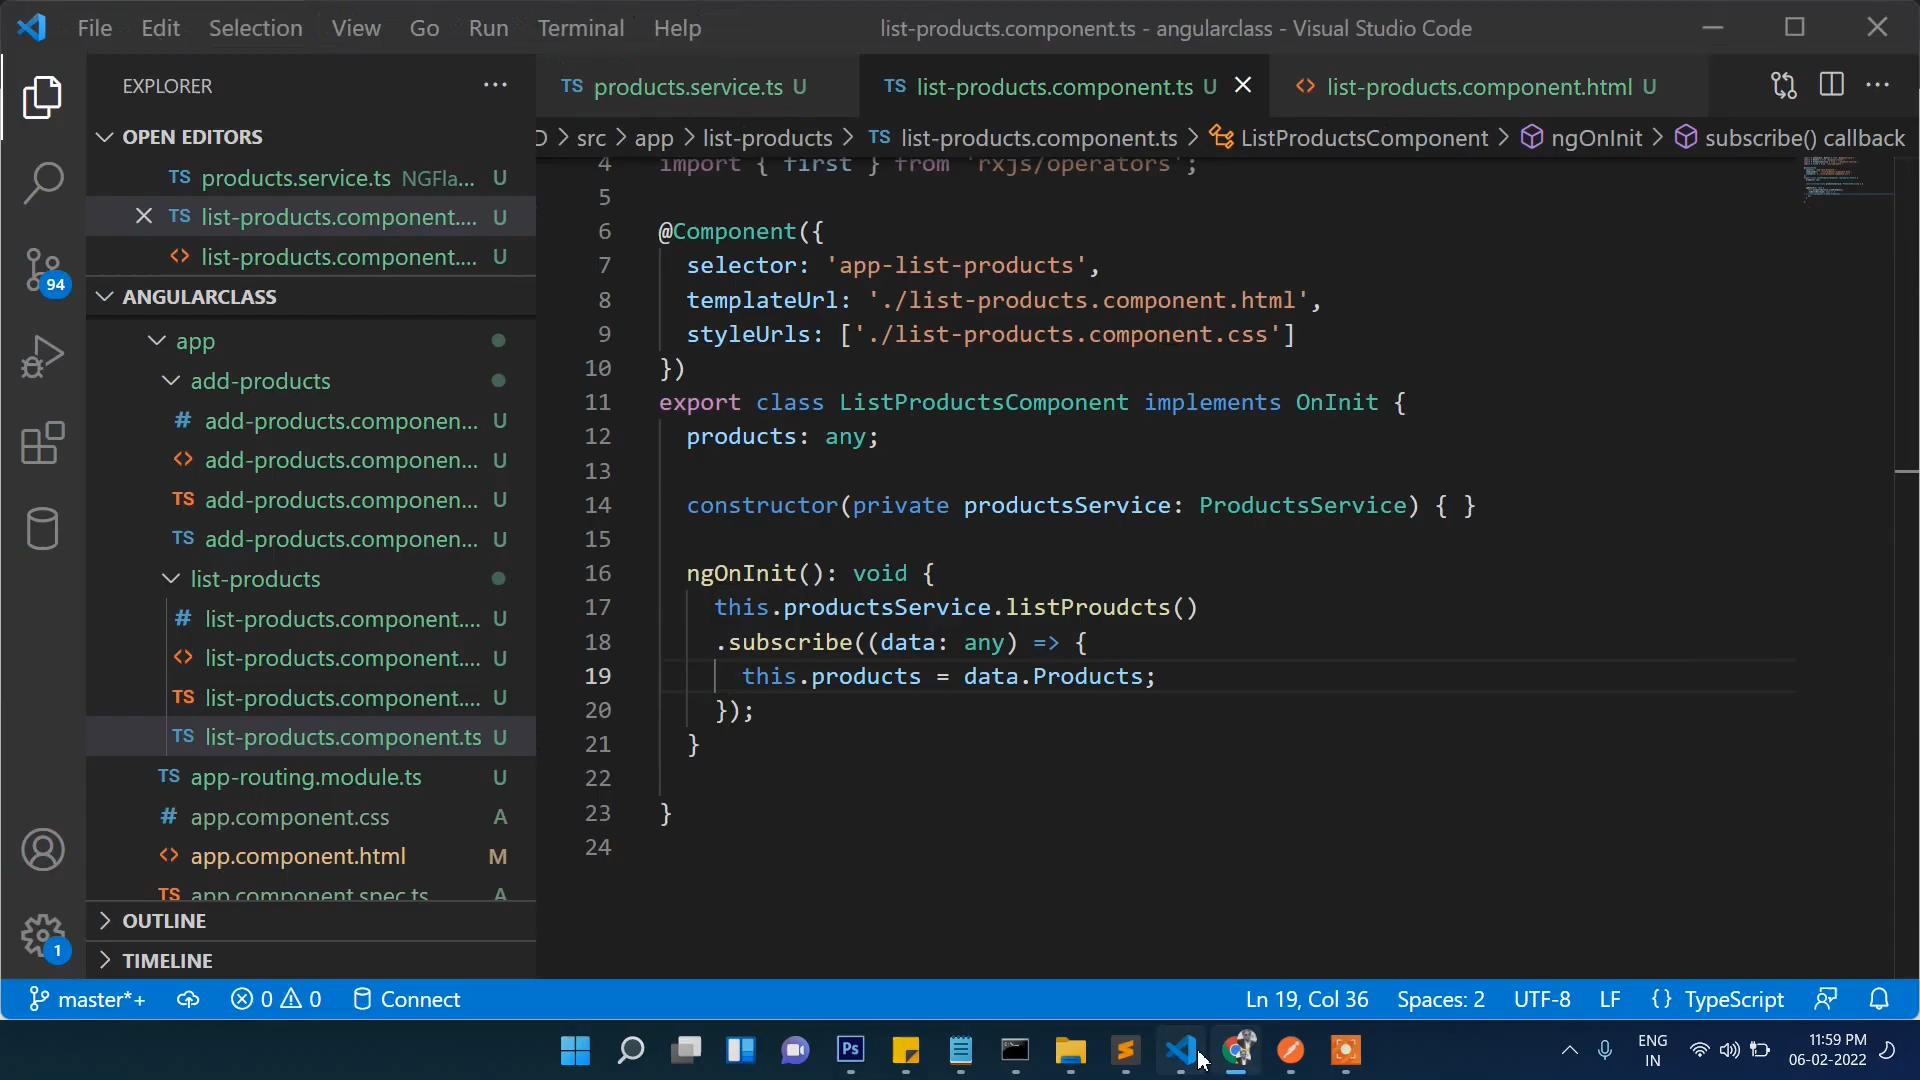 File Edit Selection View Go Run Terminal Help
list-products.component.ts - angularclass - Visual Studio Code
EXPLORER
OPEN EDITORS
TS products.service.ts NGFla... U
TS list-products.component.... U
<> list-products.component.... U
ANGULARCLASS
app
add-products
# add-products.componen... U
<> add-products.componen... U
TS add-products.componen... U
TS add-products.componen... U
list-products
# list-products.component.... U
<> list-products.component.... U
TS list-products.component.... U
TS list-products.component.ts U
TS app-routing.module.ts U
# app.component.css A
<> app.component.html M
TS app.component.spec.ts A
OUTLINE
TIMELINE
94
1
TS products.service.ts U
TS list-products.component.ts U
<> list-products.component.html U
src > app > list-products > TS list-products.component.ts > ListProductsComponent > ngOnInit > subscribe() callback
4 import { first } from 'rxjs/operators';
5
6 @Component({
7 selector: 'app-list-products',
8 templateUrl: './list-products.component.html',
9 styleUrls: ['./list-products.component.css']
10 })
11 export class ListProductsComponent implements OnInit {
12 products: any;
13
14 constructor(private productsService: ProductsService) { }
15
16 ngOnInit(): void {
17 this.productsService.listProudcts()
18 .subscribe((data: any) => {
19 this.products = data.Products;
20 });
21 }
22
23 }
24
master*+ 0 0 Connect
Ln 19, Col 36 Spaces: 2 UTF-8 LF {} TypeScript
Ps
ENG
IN
11:59 PM
06-02-2022